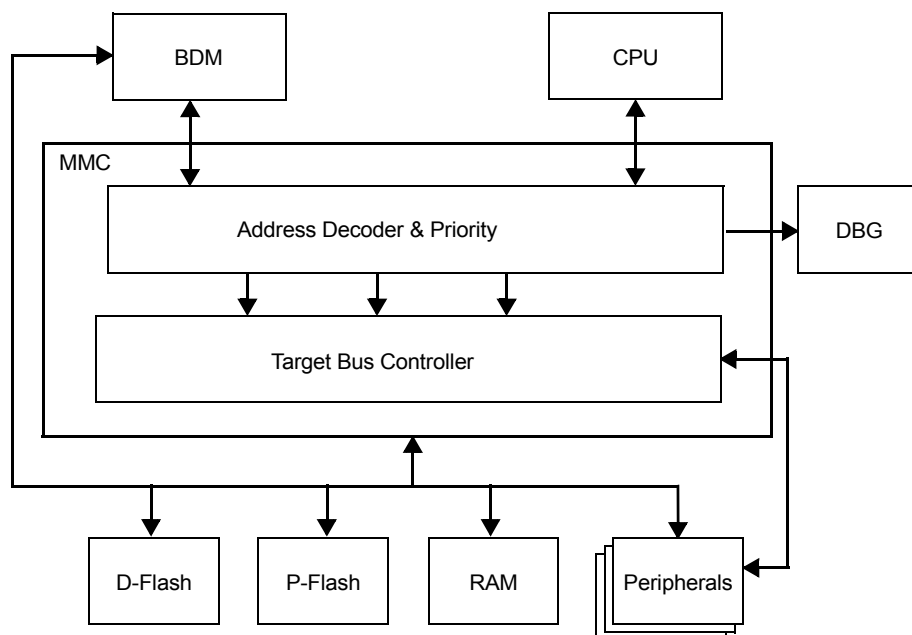 BDM
CPU
MMC
Address Decoder & Priority
DBG
Target Bus Controller
D-Flash
P-Flash
RAM
Peripherals